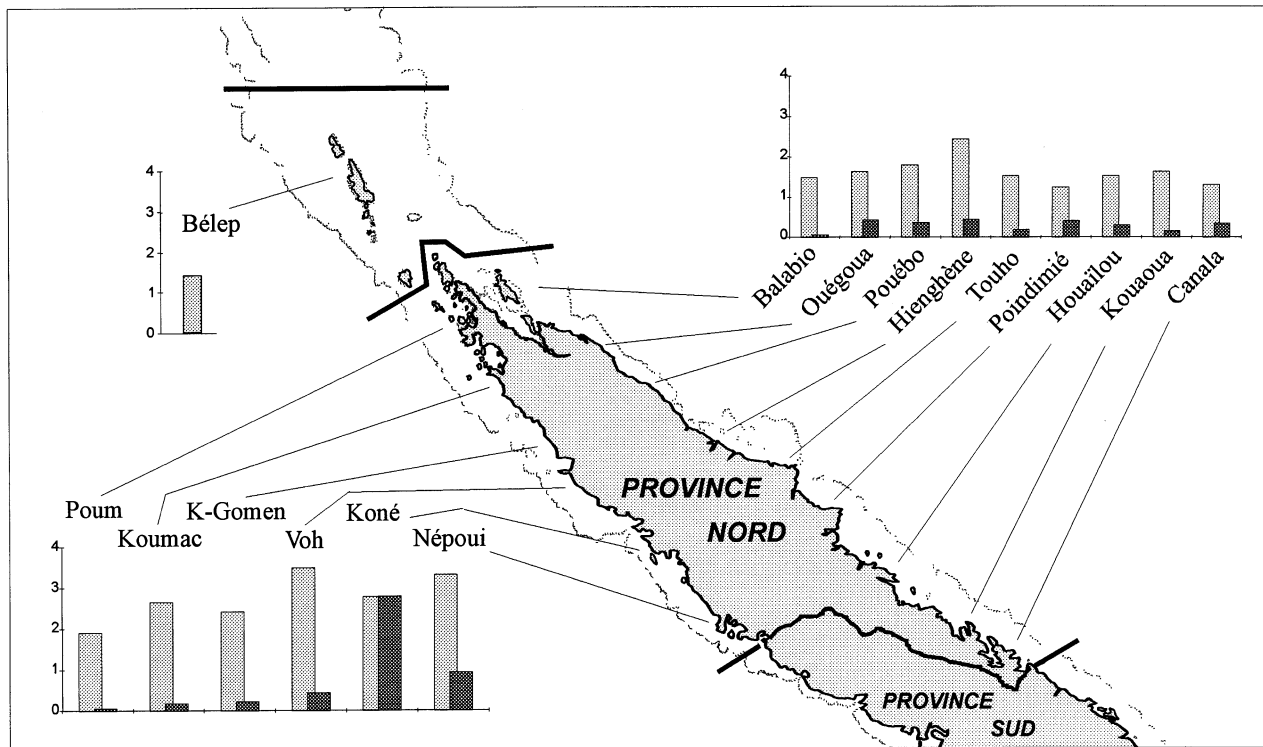 4
3
2
1
0
Balabio
Ouégoua
Pouébo
Hienghène
Touho
Poindimié
Houaïlou
Kouaoua
Canala
4
3
2
1
0
Bélep
PROVINCE
NORD
Poum
Koumac
K-Gomen
Voh
Koné
Népoui
4
3
2
1
0
PROVINCE
SUD